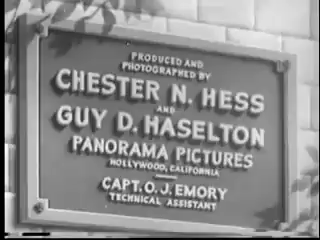 PRODUCED AND
PHOTOGRAPHED BY
CHESTER N. HESS
AND
GUY D. HASELTON
PANORAMA PICTURES
HOLLYWOOD, CALIFORNIA
CAPT. O. J. EMORY
TECHNICAL ASSISTANT